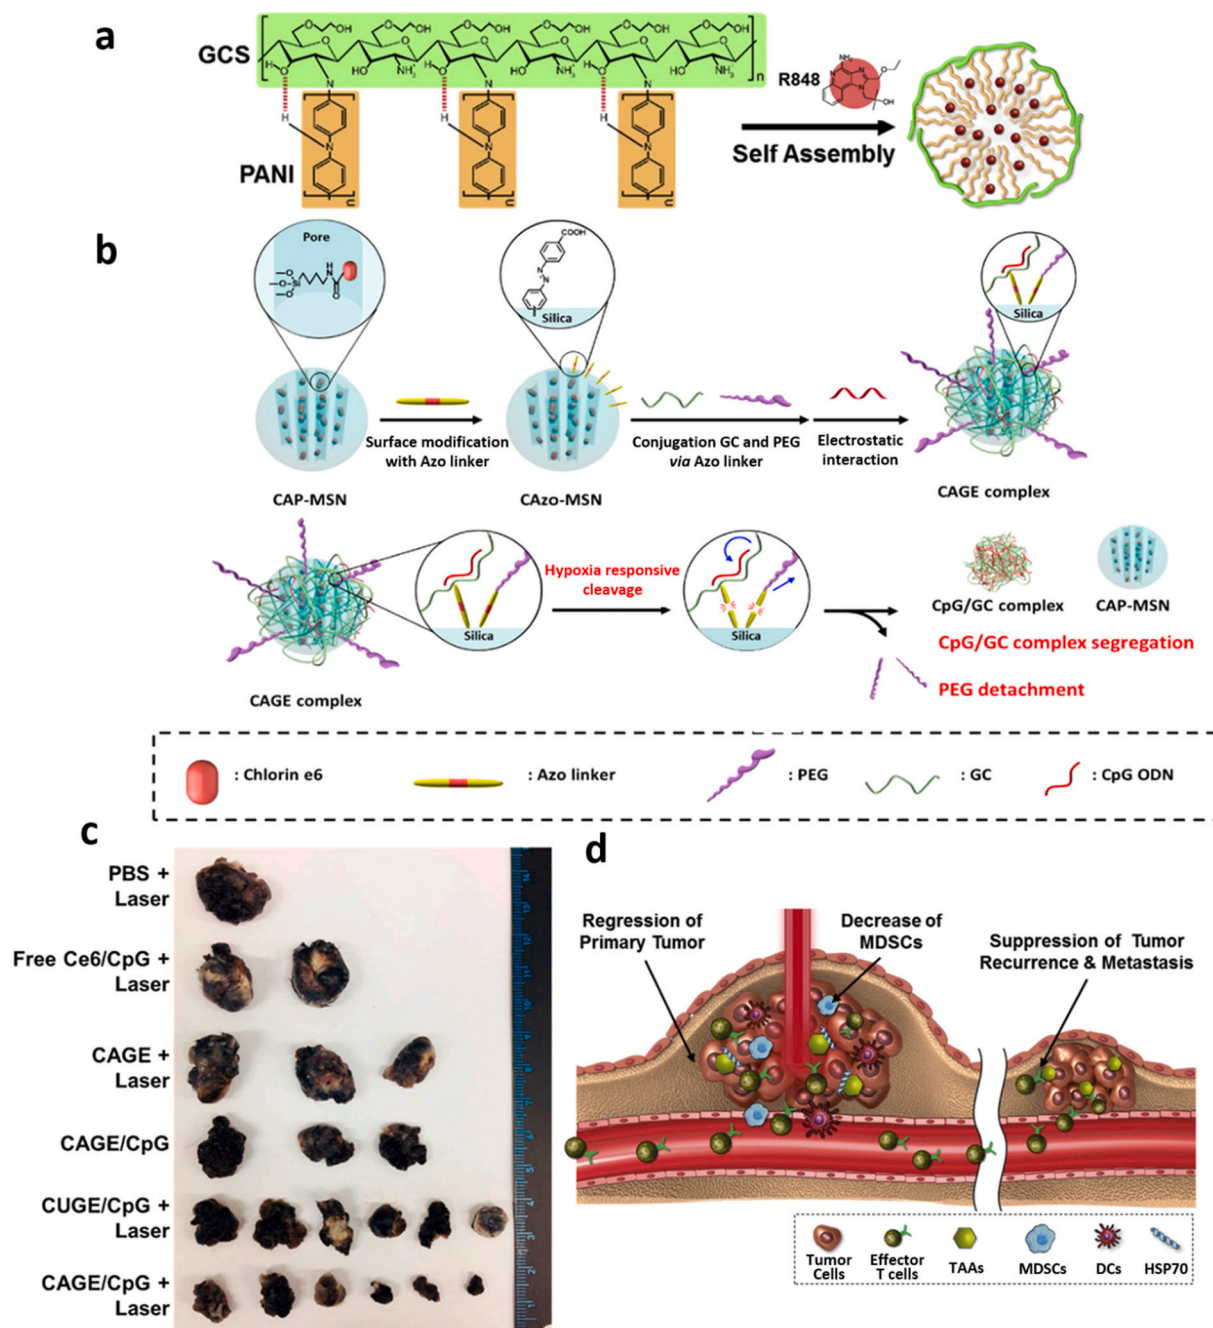 a
GCS
PANI
R848
Self Assembly
b
Pore
COOH
Silica
Silica
Surface modification
with Azo linker
Conjugation GC and PEG
via Azo linker
Electrostatic
interaction
CAP-MSN
CAzo-MSN
CAGE complex
Hypoxia responsive
cleavage
Silica
Silica
CpG/GC complex
CAP-MSN
CpG/GC complex segregation
PEG detachment
CAGE complex
: Chlorin e6
: Azo linker
: PEG
: GC
: CpG ODN
c
PBS +
Laser
Free Ce6/CpG +
Laser
CAGE +
Laser
CAGE/CpG
CUGE/CpG +
Laser
CAGE/CpG +
Laser
d
Regression of
Primary Tumor
Decrease of
MDSCs
Suppression of Tumor
Recurrence & Metastasis
Tumor
Cells
Effector
T cells
TAAs
MDSCs
DCs
HSP70